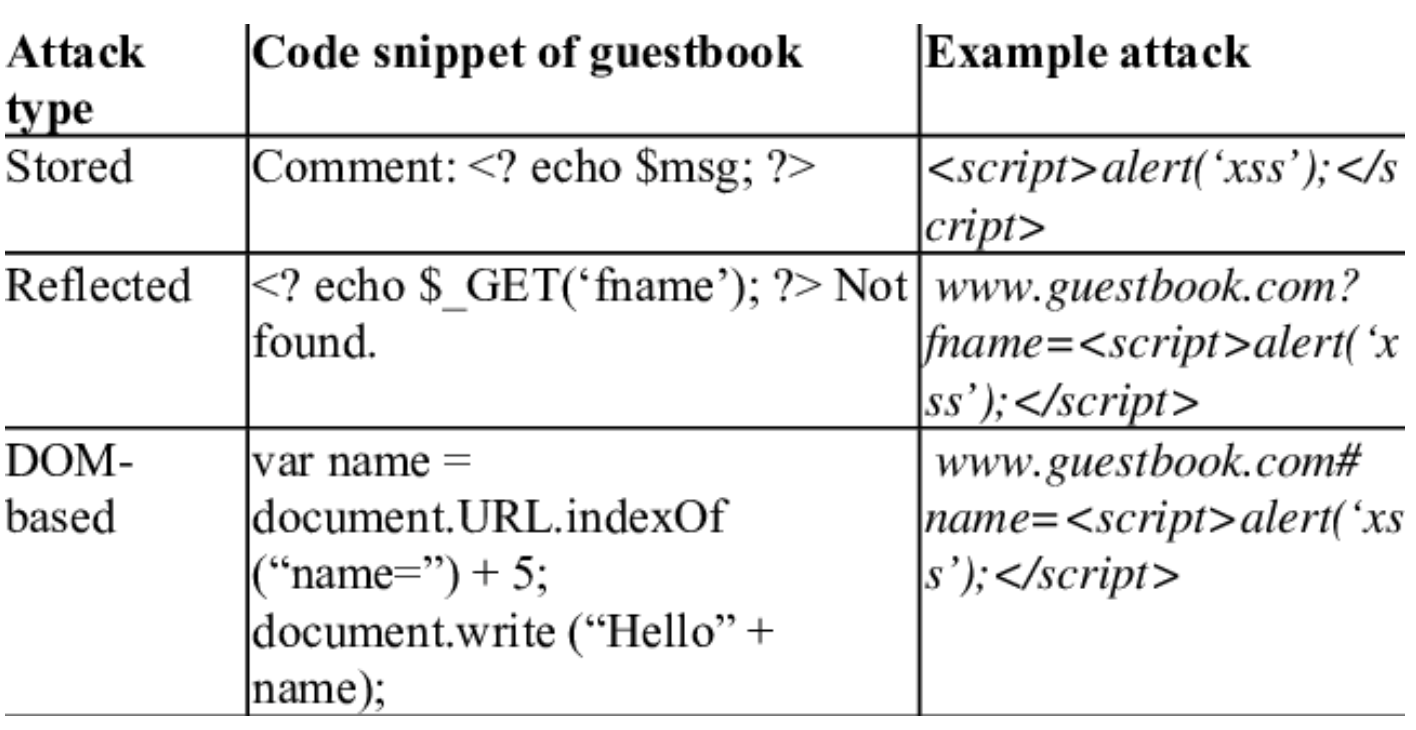 Attack Code snippet of guestbook Example attack
type
Stored Comment: <? echo $msg; ?> <script>alert(‘xss’);</s
cript>
Reflected <? echo $_GET(‘fname’); ?> Not www.guestbook.com?
found. fname=<script>alert(‘x
ss’);</script>
DOM- var name = www.guestbook.com#
based document.URL.indexOf name=<script>alert(‘xs
(“name=”) + 5; s’);</script>
document.write (“Hello” +
name);